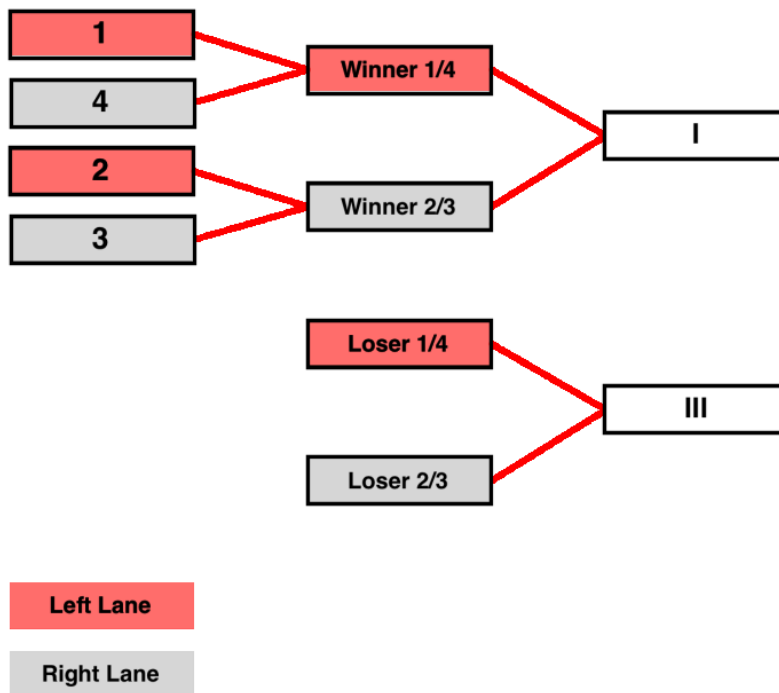 1
4
2
3
Winner 1/4
Winner 2/3
I
Loser 1/4
Loser 2/3
III
Left Lane
Right Lane